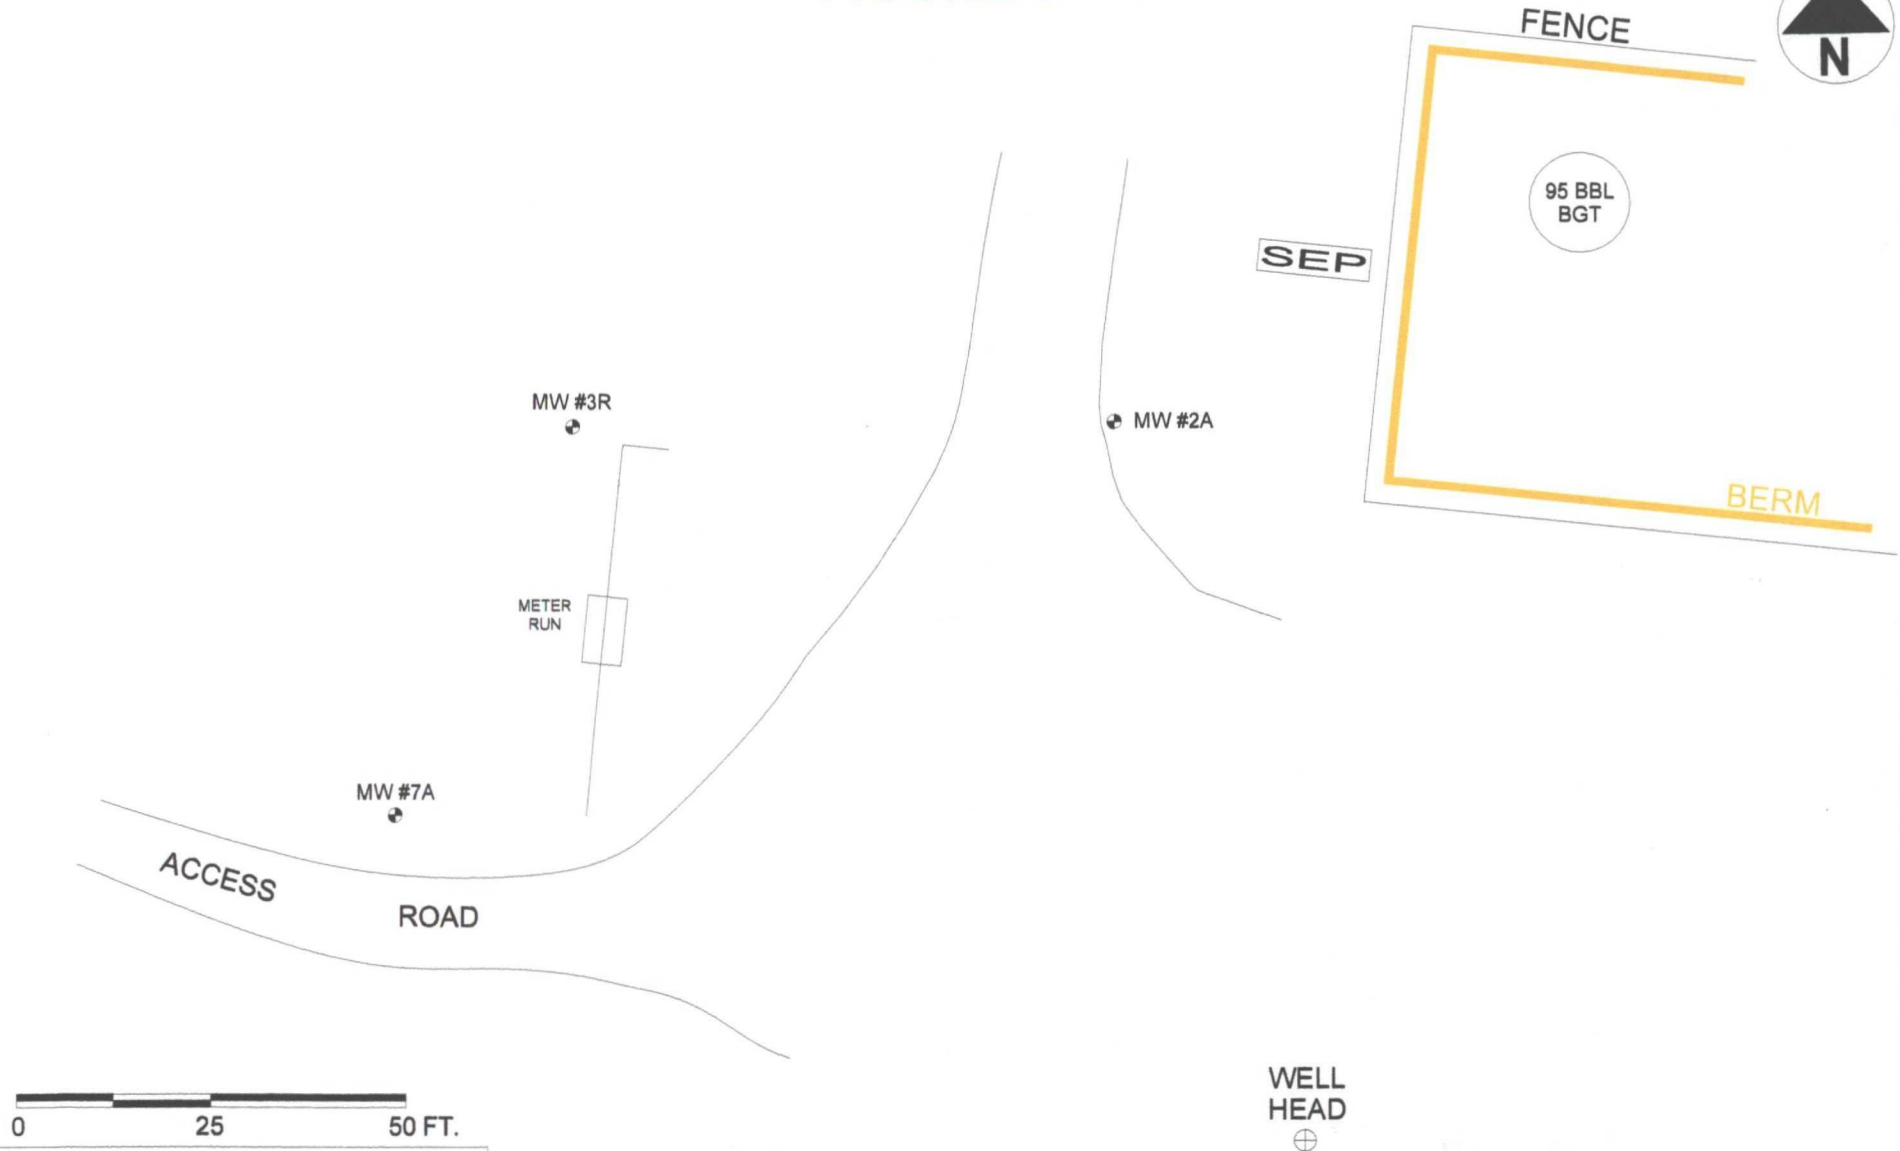 FENCE
N
95 BBL
BGT
SEP
MW #3R
MW #2A
BERM
METER
RUN
MW #7A
ACCESS
ROAD
WELL
HEAD
0 25 50 FT.